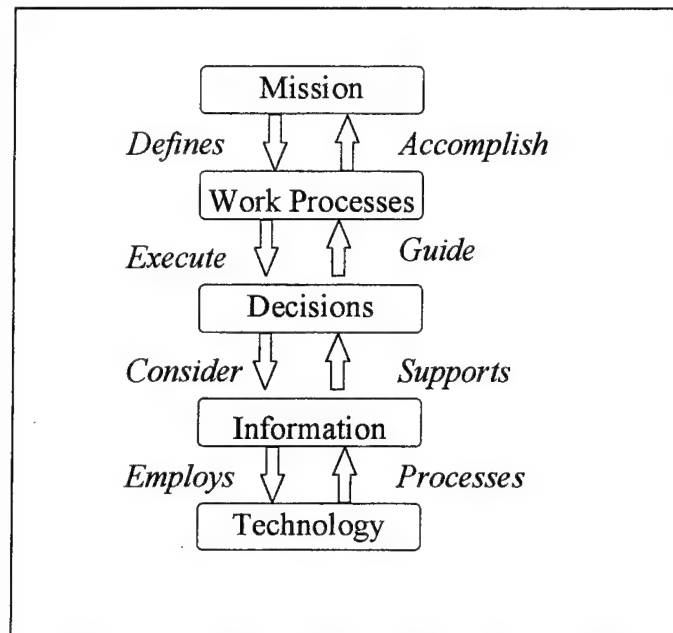 Mission
Defines Accomplish
Work Processes
Execute Guide
Decisions
Consider Supports
Information
Employs Processes
Technology